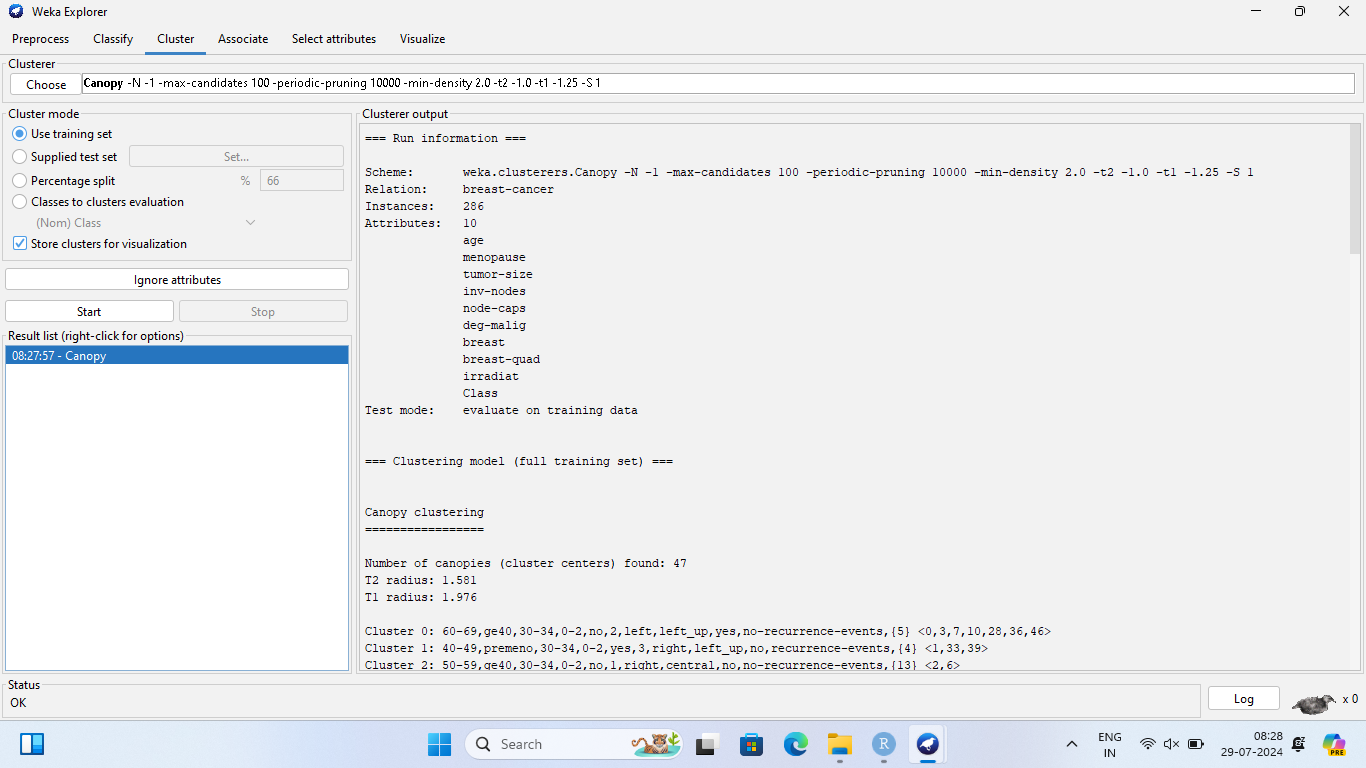 Weka Explorer
Preprocess Classify Cluster Associate Select attributes Visualize
Clusterer
Choose Canopy -N -1 -max-candidates 100 -periodic-pruning 10000 -min-density 2.0 -t2 -1.0 -t1 -1.25 -S 1
Cluster mode
Use training set
Supplied test set Set...
Percentage split % 66
Classes to clusters evaluation
(Nom) Class
Store clusters for visualization
Ignore attributes
Start Stop
Result list (right-click for options)
08:27:57 - Canopy
Clusterer output
=== Run information ===
Scheme: weka.clusterers.Canopy -N -1 -max-candidates 100 -periodic-pruning 10000 -min-density 2.0 -t2 -1.0 -t1 -1.25 -S 1
Relation: breast-cancer
Instances: 286
Attributes: 10
age
menopause
tumor-size
inv-nodes
node-caps
deg-malig
breast
breast-quad
irradiat
Class
Test mode: evaluate on training data
=== Clustering model (full training set) ===
Canopy clustering
=================
Number of canopies (cluster centers) found: 47
T2 radius: 1.581
T1 radius: 1.976
Cluster 0: 60-69,ge40,30-34,0-2,no,2,left,left_up,yes,no-recurrence-events,{5} <0,3,7,10,28,36,46>
Cluster 1: 40-49,premeno,30-34,0-2,yes,3,right,left_up,no,recurrence-events,{4} <1,33,39>
Cluster 2: 50-59,ge40,30-34,0-2,no,1,right,central,no,no-recurrence-events,{13} <2,6>
Status
OK
Log x 0
Search
R
ENG
IN
08:28
29-07-2024
PRE